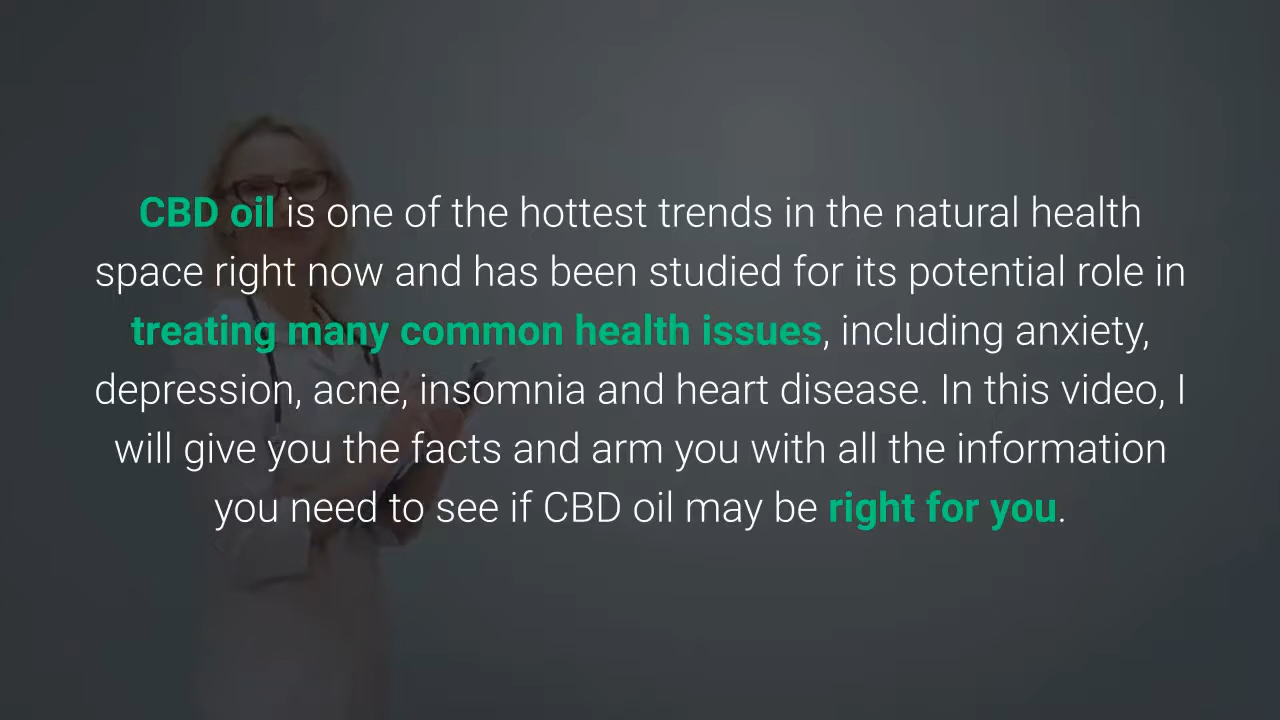 CBD oil is one of the hottest trends in the natural health
space right now and has been studied for its potential role in
treating many common health issues, including anxiety,
depression, acne, insomnia and heart disease. In this video, I
will give you the facts and arm you with all the information
you need to see if CBD oil may be right for you.